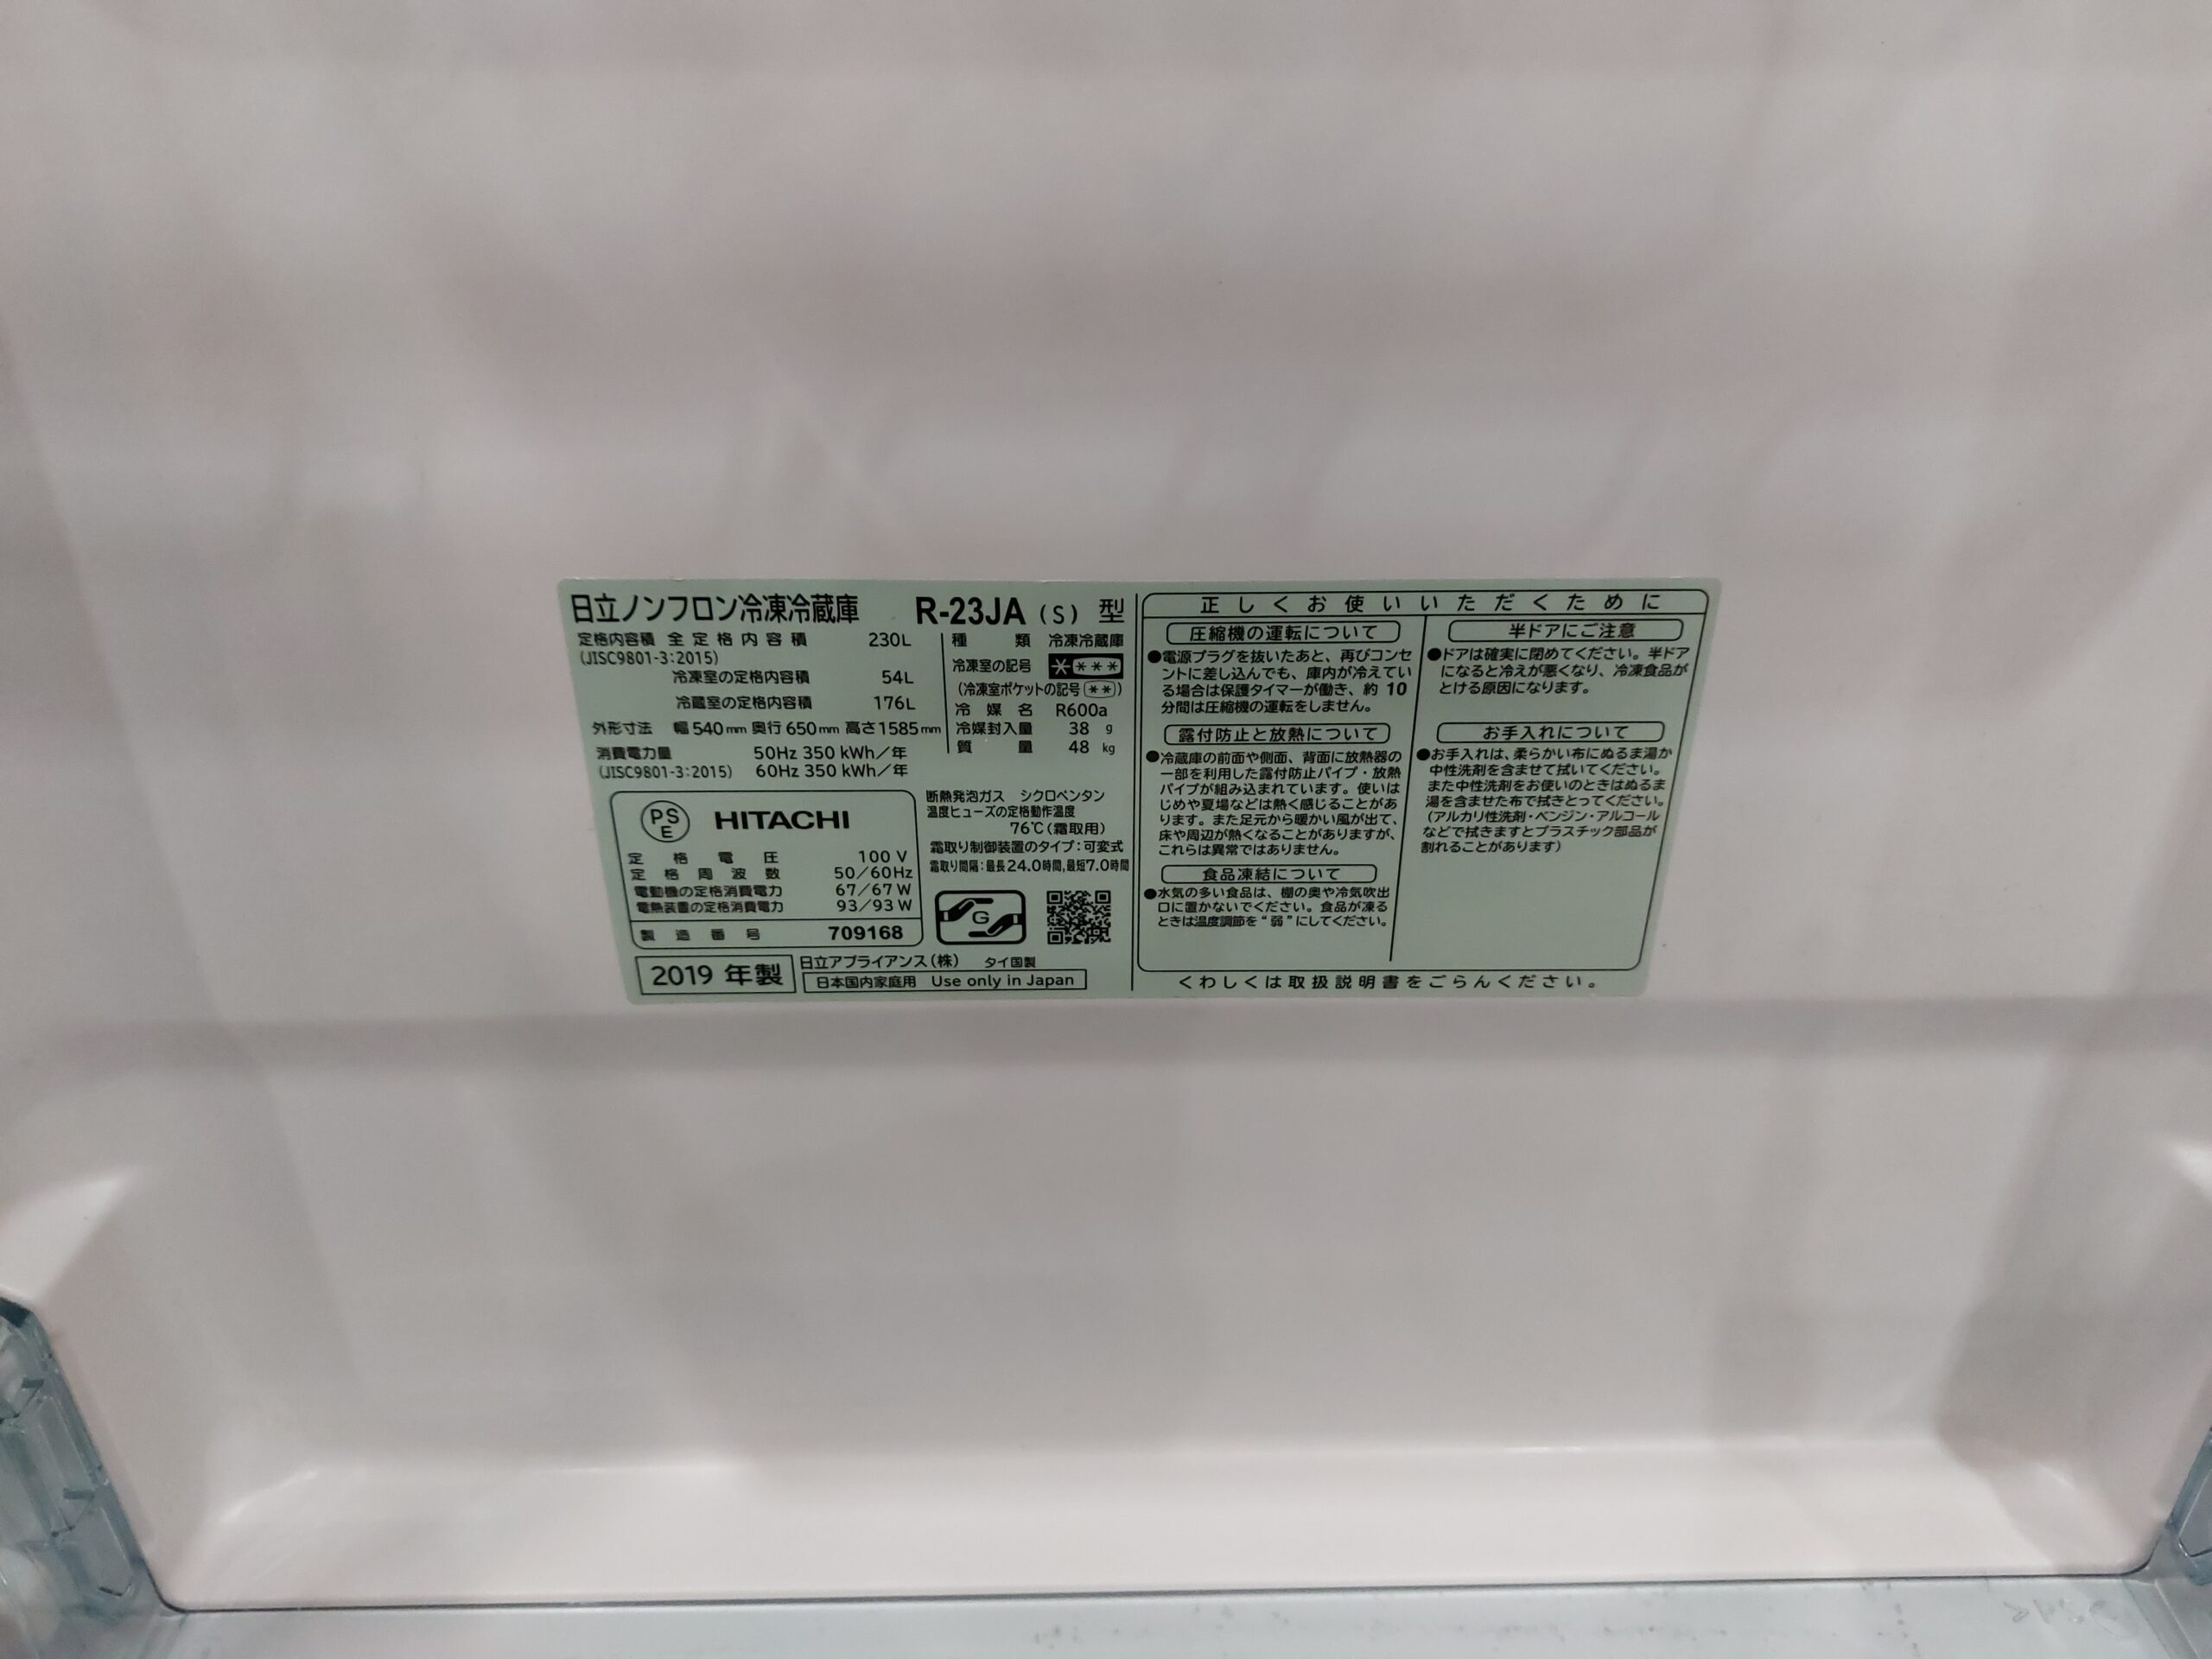 日立ノンフロン冷凍冷蔵庫 R-23JA (S) 型
定格内容積 全定格内容積 230L
(JISC9801-3:2015)
冷凍室の定格内容積 54L
冷蔵室の定格内容積 176L
外形寸法 幅540mm 奥行650mm 高さ1585mm
消費電力量 50Hz 350 kWh/年
(JISC9801-3:2015) 60Hz 350 kWh/年
種類 冷凍冷蔵庫
冷凍室の記号 ****
(冷凍室ポケットの記号 **)
冷媒名 R600a
冷媒封入量 38 g
質量 48 kg
PS E HITACHI
定格電圧 100 V
定格周波数 50/60Hz
電動機の定格消費電力 67/67 W
電熱装置の定格消費電力 93/93 W
製造番号 709168
断熱発泡ガス シクロペンタン
温度ヒューズの定格動作温度
76℃(霜取用)
霜取り制御装置のタイプ:可変式
霜取り間隔:最長24.0時間,最短7.0時間
G
2019 年製
日立アプライアンス(株) タイ国製
日本国内家庭用 Use only in Japan
正しくお使いいただくために
圧縮機の運転について
●電源プラグを抜いたあと、再びコンセ
ントに差し込んでも、庫内が冷えてい
る場合は保護タイマーが働き、約 10
分間は圧縮機の運転をしません。
露付防止と放熱について
●冷蔵庫の前面や側面、背面に放熱器の
一部を利用した露付防止パイプ・放熱
パイプが組み込まれています。使いは
じめや夏場などは熱く感じることがあ
ります。また足元から暖かい風が出て、
床や周辺が熱くなることがありますが、
これらは異常ではありません。
食品凍結について
●水気の多い食品は、棚の奥や冷気吹出
口に置かないでください。食品が凍る
ときは温度調節を“弱”にしてください。
半ドアにご注意
●ドアは確実に閉めてください。半ドア
になると冷えが悪くなり、冷凍食品が
とける原因になります。
お手入れについて
●お手入れは、柔らかい布にぬるま湯か
中性洗剤を含ませて拭いてください。
また中性洗剤をお使いのときはぬるま
湯を含ませた布で拭きとってください。
(アルカリ性洗剤・ベンジン・アルコール
などで拭きますとプラスチック部品が
割れることがあります)
くわしくは取扱説明書をごらんください。